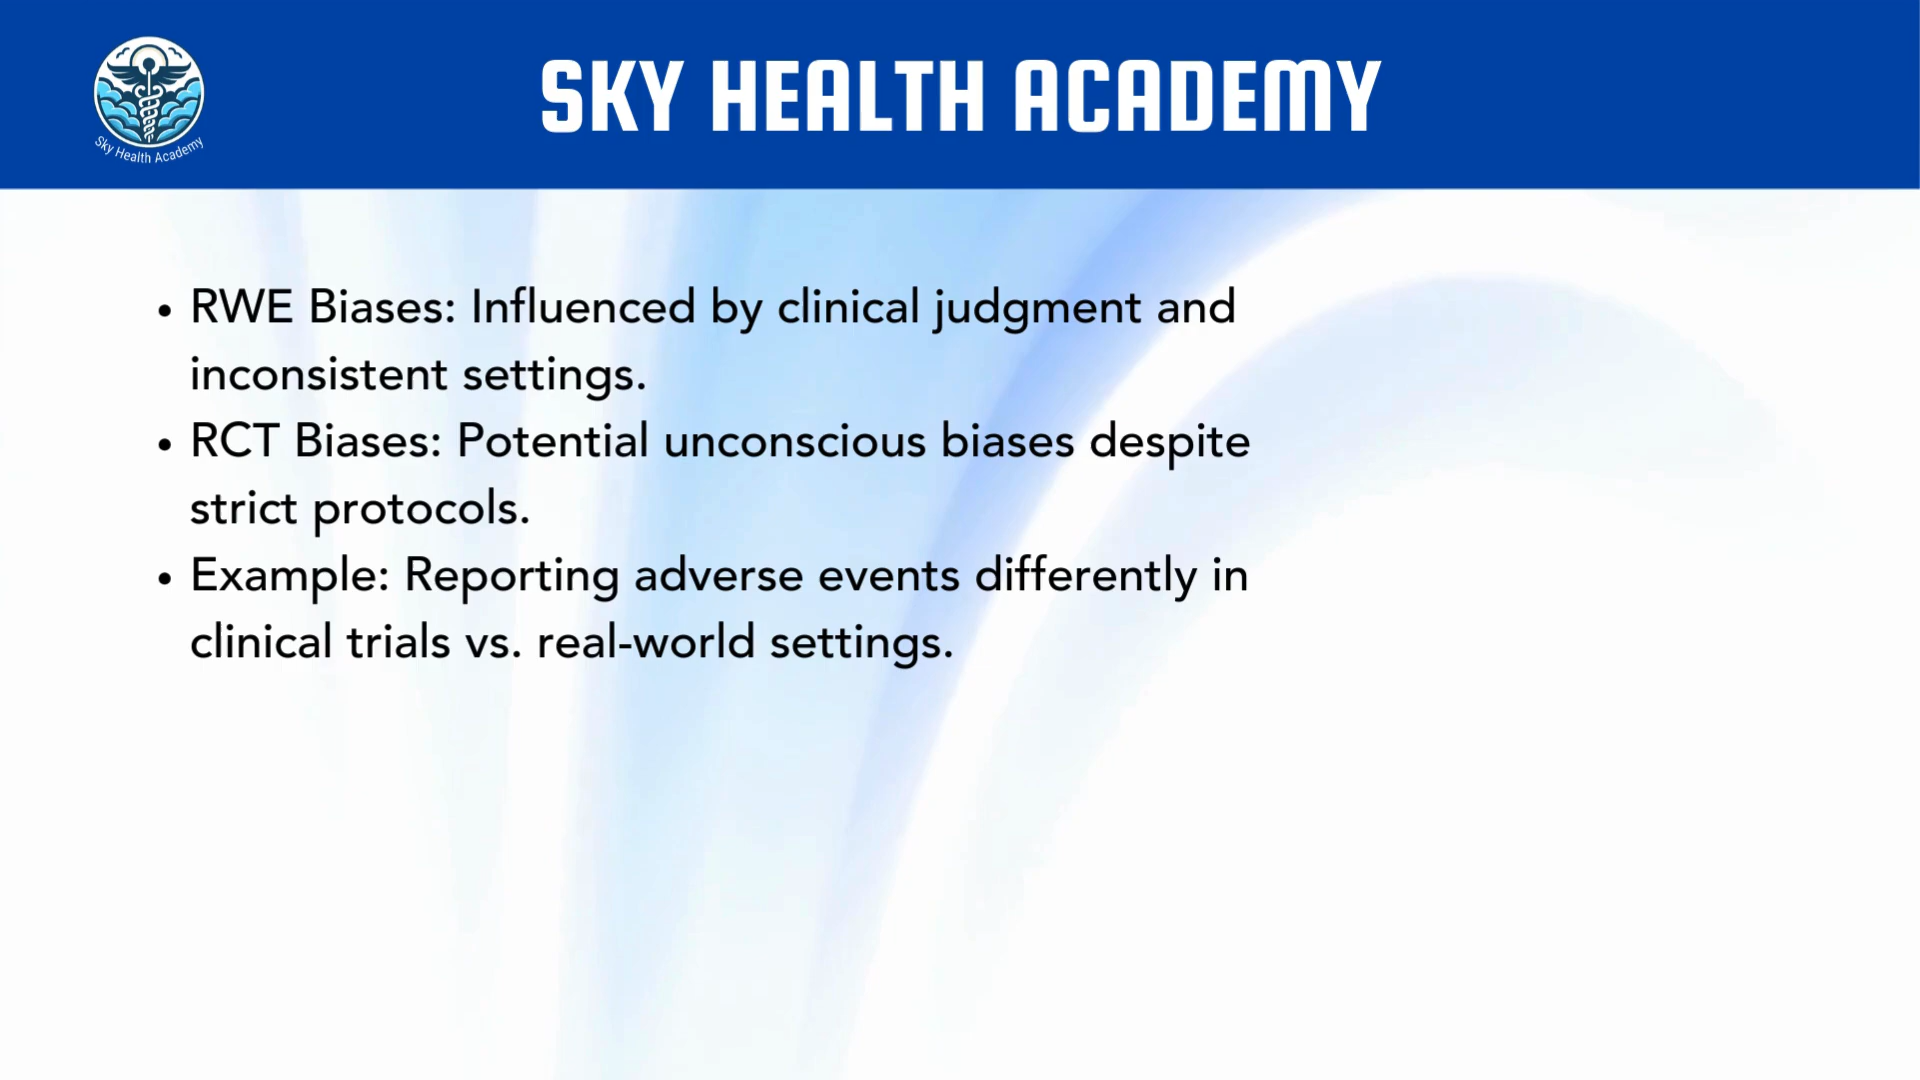 Sky Health Academy
SKY HEALTH ACADEMY
• RWE Biases: Influenced by clinical judgment and
inconsistent settings.
• RCT Biases: Potential unconscious biases despite
strict protocols.
• Example: Reporting adverse events differently in
clinical trials vs. real-world settings.